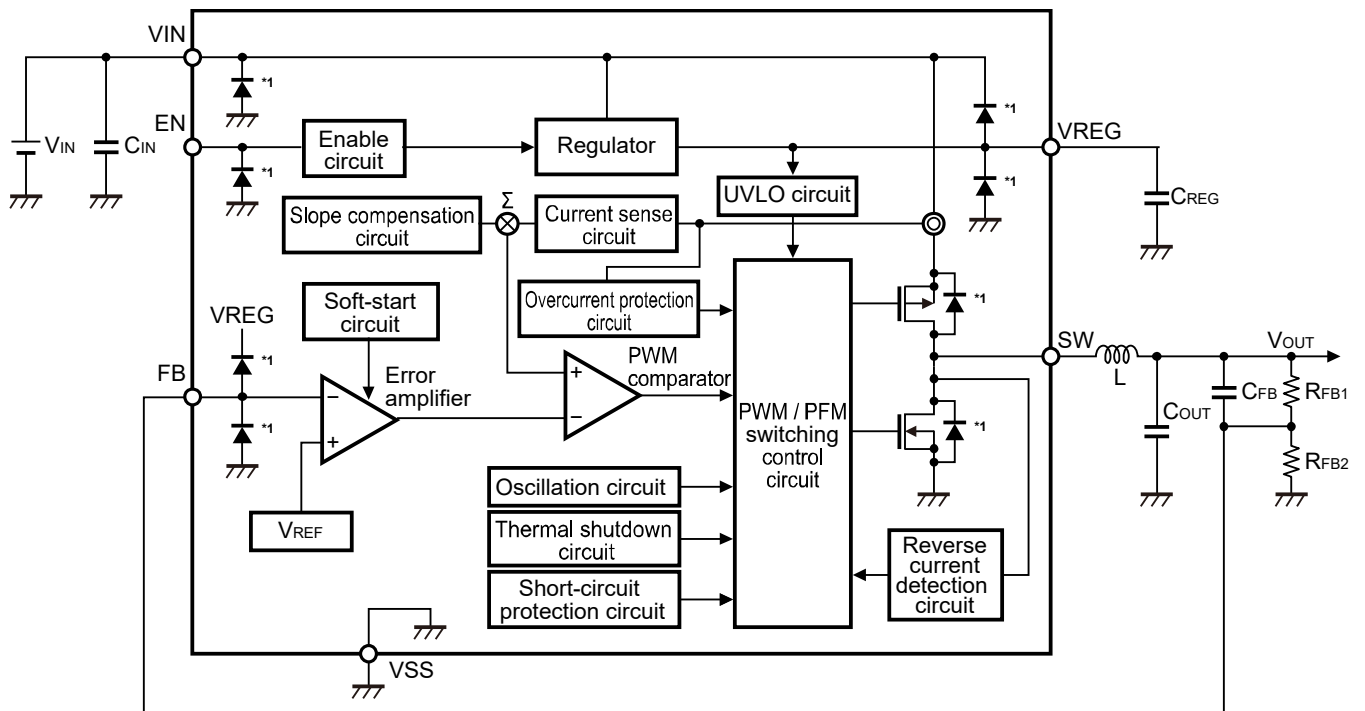 VIN
*1
*1
EN
VREG
VIN
CIN
Enable
circuit
Regulator
*1
*1
UVLO circuit
CREG
Σ
Slope compensation
circuit
Current sense
circuit
Overcurrent protection
circuit
*1
Soft-start
circuit
VREG
*1
FB
*1
−
+
Error
amplifier
+
−
PWM
comparator
PWM / PFM
switching
control
circuit
SW
L
VOUT
CFB
RFB1
COUT
RFB2
*1
VREF
Oscillation circuit
Thermal shutdown
circuit
Short-circuit
protection circuit
Reverse
current
detection
circuit
VSS